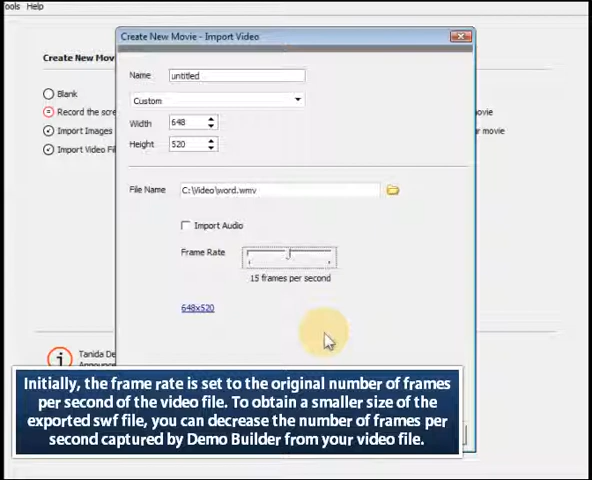 ools Help
Create New Movie - Import Video
Create New Mov
Name untitled
Blank
Custom
Record the scre
ovie
Width 648
Import Images
r movie
Height 520
Import Video Fil
File Name C:\Video\word.wmv
Import Audio
Frame Rate
15 frames per second
648x520
Tanida De
Announce
Initially, the frame rate is set to the original number of frames
per second of the video file. To obtain a smaller size of the
exported swf file, you can decrease the number of frames per
second captured by Demo Builder from your video file.